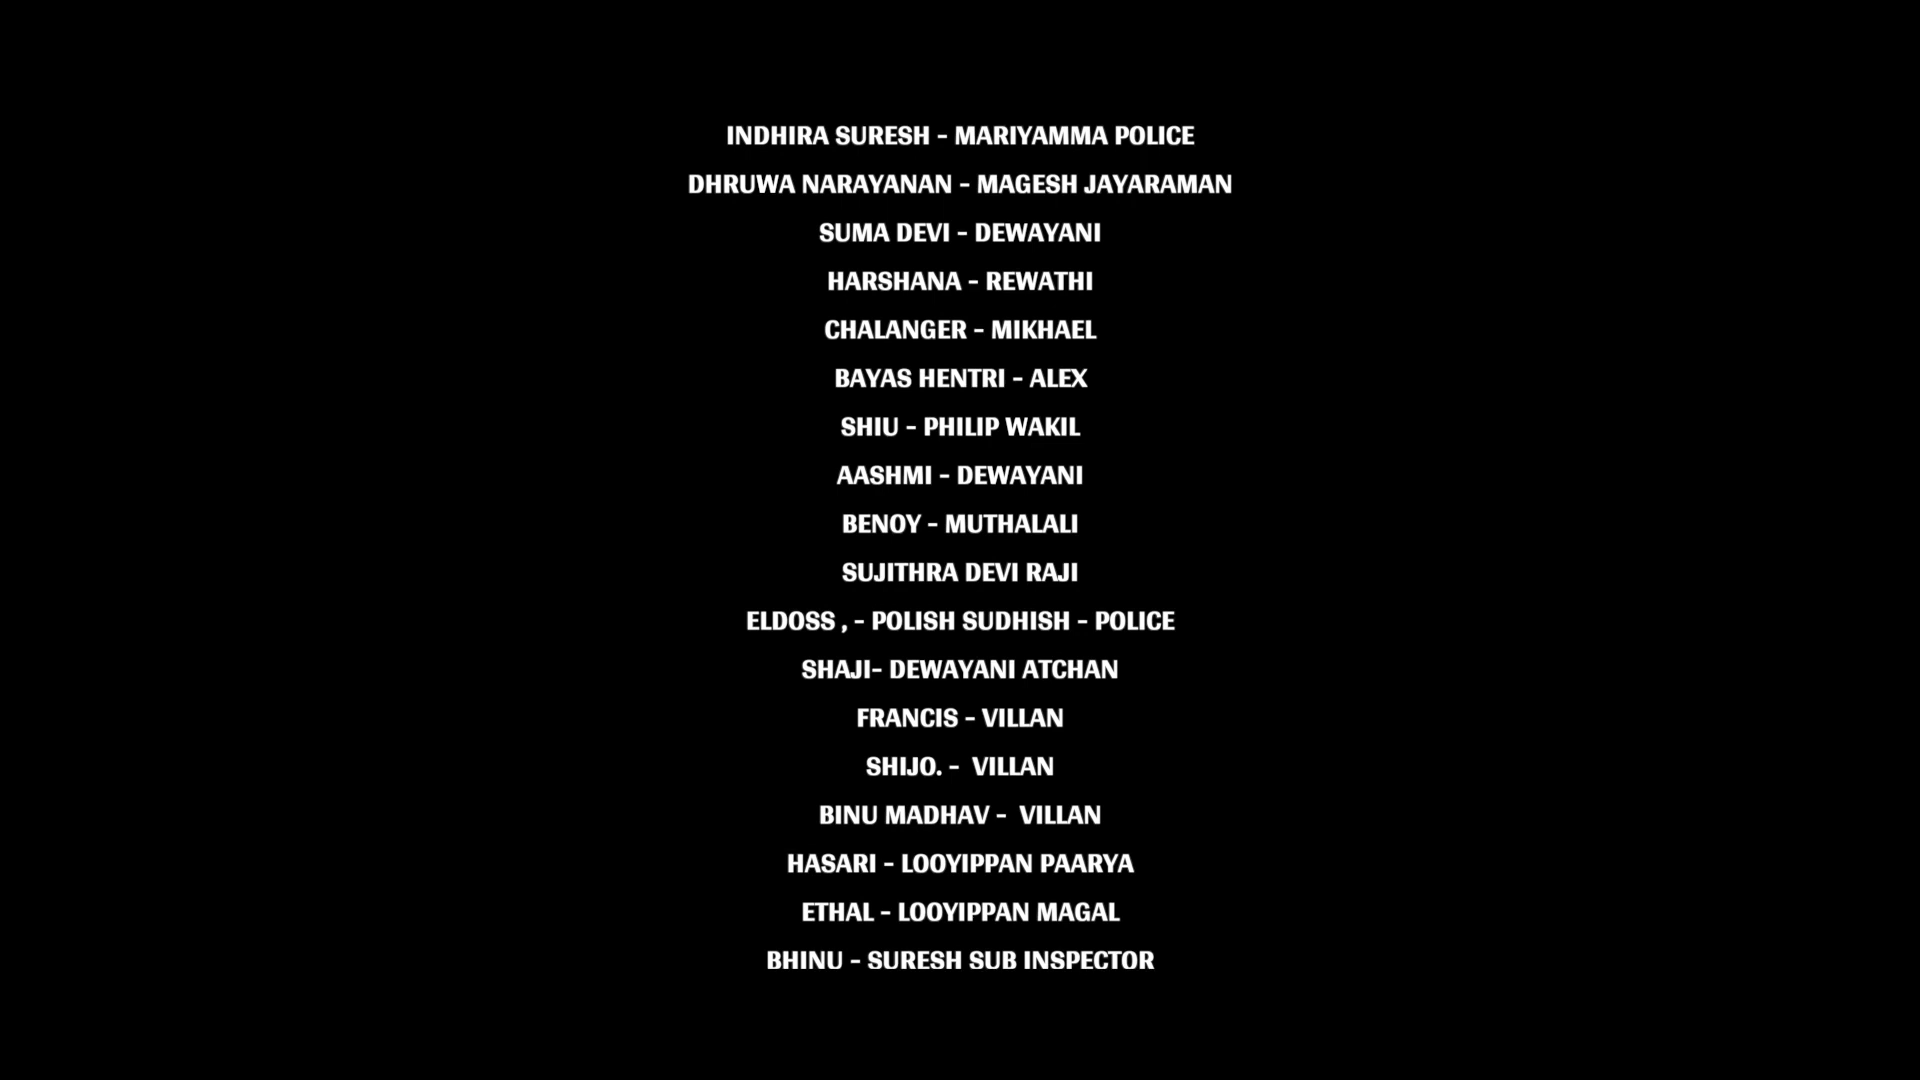 INDHIRA SURESH - MARIYAMMA POLICE
DHRUWA NARAYANAN - MAGESH JAYARAMAN
SUMA DEVI - DEWAYANI
HARSHANA - REWATHI
CHALANGER - MIKHAEL
BAYAS HENTRI - ALEX
SHIU - PHILIP WAKIL
AASHMI - DEWAYANI
BENOY - MUTHALALI
SUJITHRA DEVI RAJI
ELDOSS , - POLISH SUDHISH - POLICE
SHAJI- DEWAYANI ATCHAN
FRANCIS - VILLAN
SHIJO. -  VILLAN
BINU MADHAV -  VILLAN
HASARI - LOOYIPPAN PAARYA
ETHAL - LOOYIPPAN MAGAL
BHINU - SURESH SUB INSPECTOR